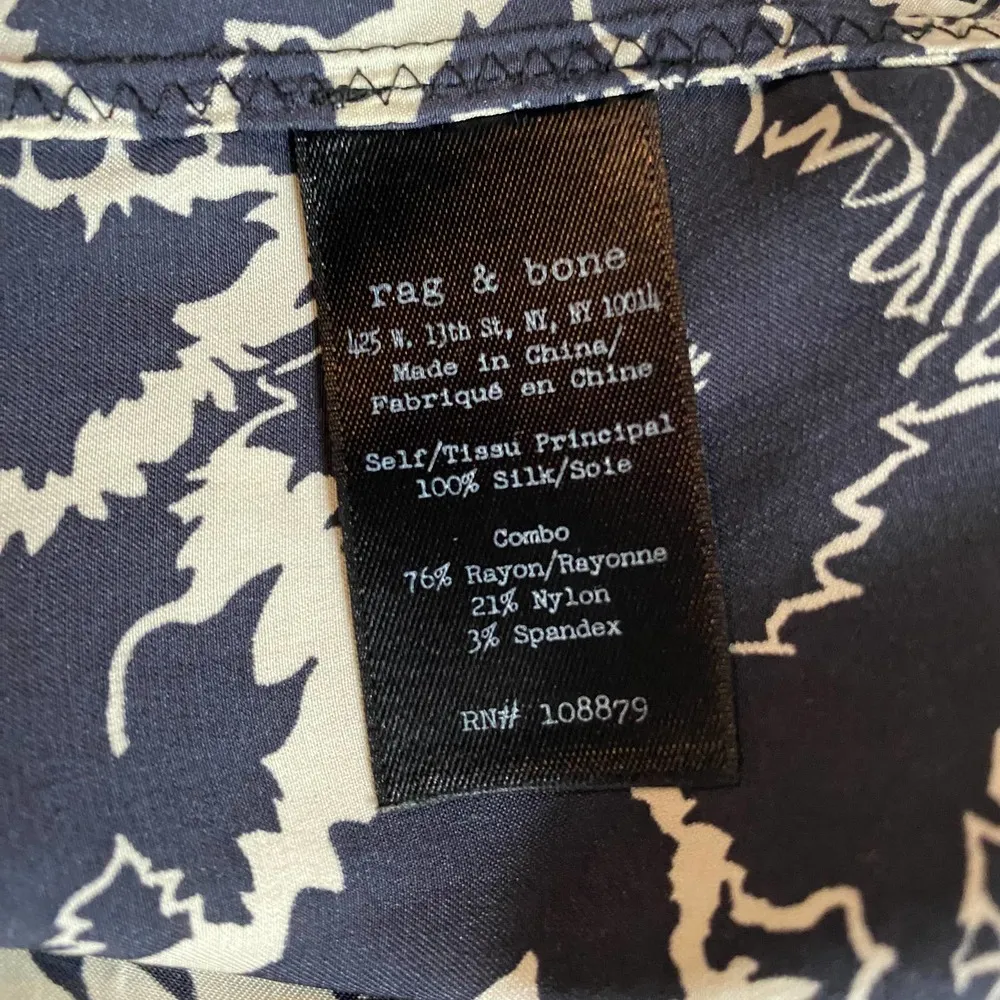 rag & bone
425 W. 13th St, NY, NY 10014
Made in China/
Fabriqué en Chine
Self/Tissu Principal
100% Silk/Soie
Combo
76% Rayon/Rayonne
21% Nylon
3% Spandex
RN# 108879